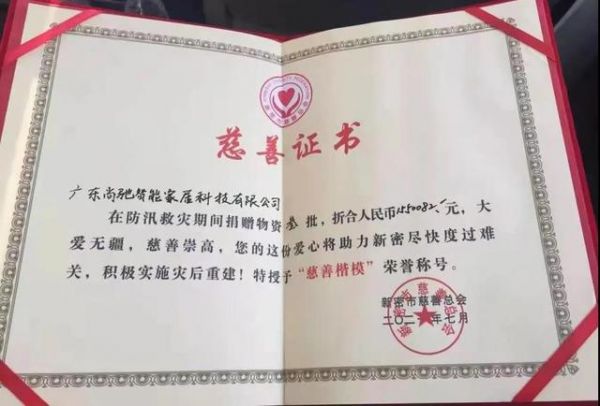 慈善证书
广东尚驰智能家居科技有限公司
在防汛救灾期间捐赠物资叁批,折合人民币1550082.元,大
爱无疆,慈善崇高,您的这份爱心将助力新密尽快度过难
关,积极实施灾后重建!特授予“慈善楷模”荣誉称号。
新密市慈善总会
二〇二一年七月